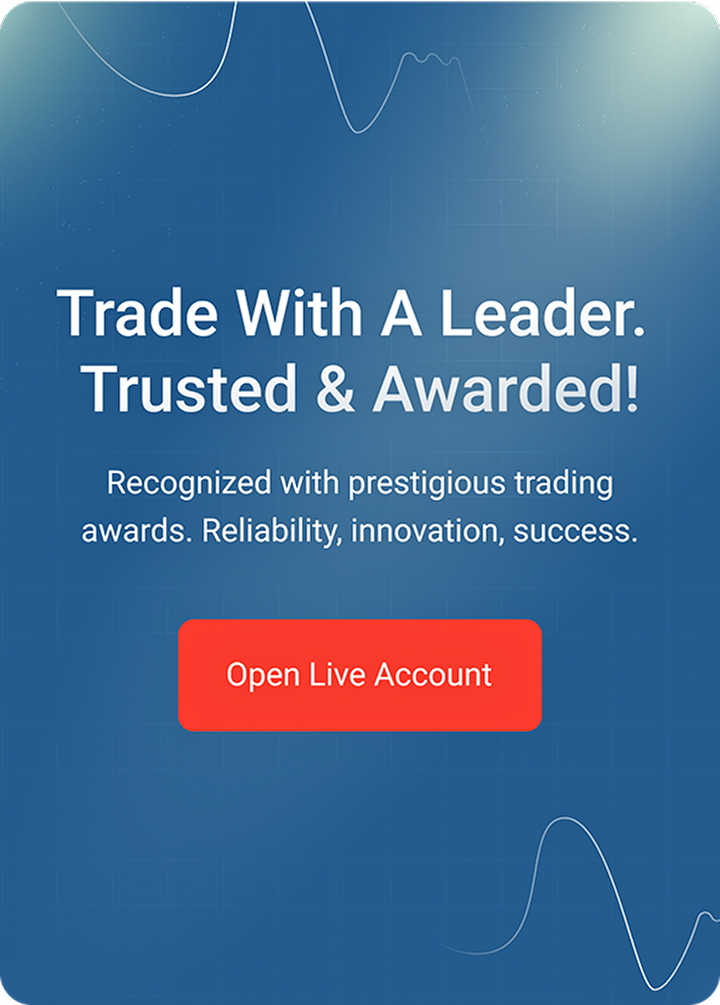 Trade With A Leader.
Trusted & Awarded!
Recognized with prestigious trading
awards. Reliability, innovation, success.
Open Live Account